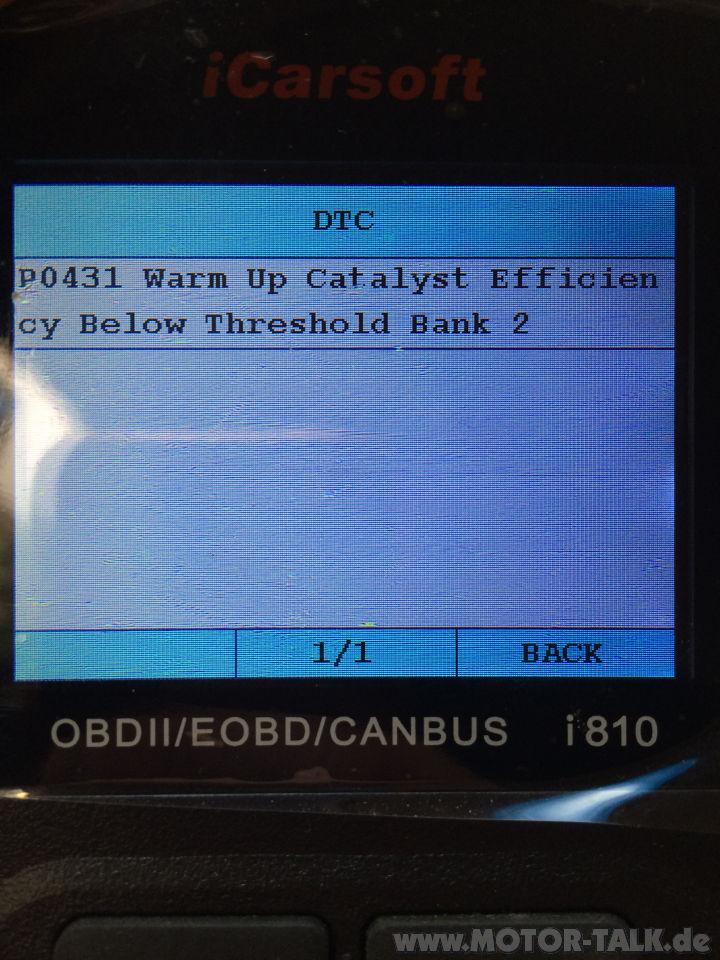 iCarsoft
DTC
P0431 Warm Up Catalyst Efficien
cy Below Threshold Bank 2
1/1
BACK
OBDII/EOBD/CANBUS i810
www.MOTOR-TALK.de